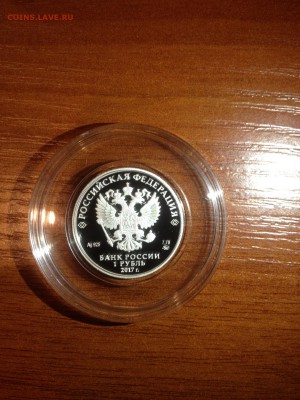 COINS.LAVE.RU
РОССИЙСКАЯ ФЕДЕРАЦИЯ
БАНК РОССИИ
1 РУБЛЬ
2017 г.